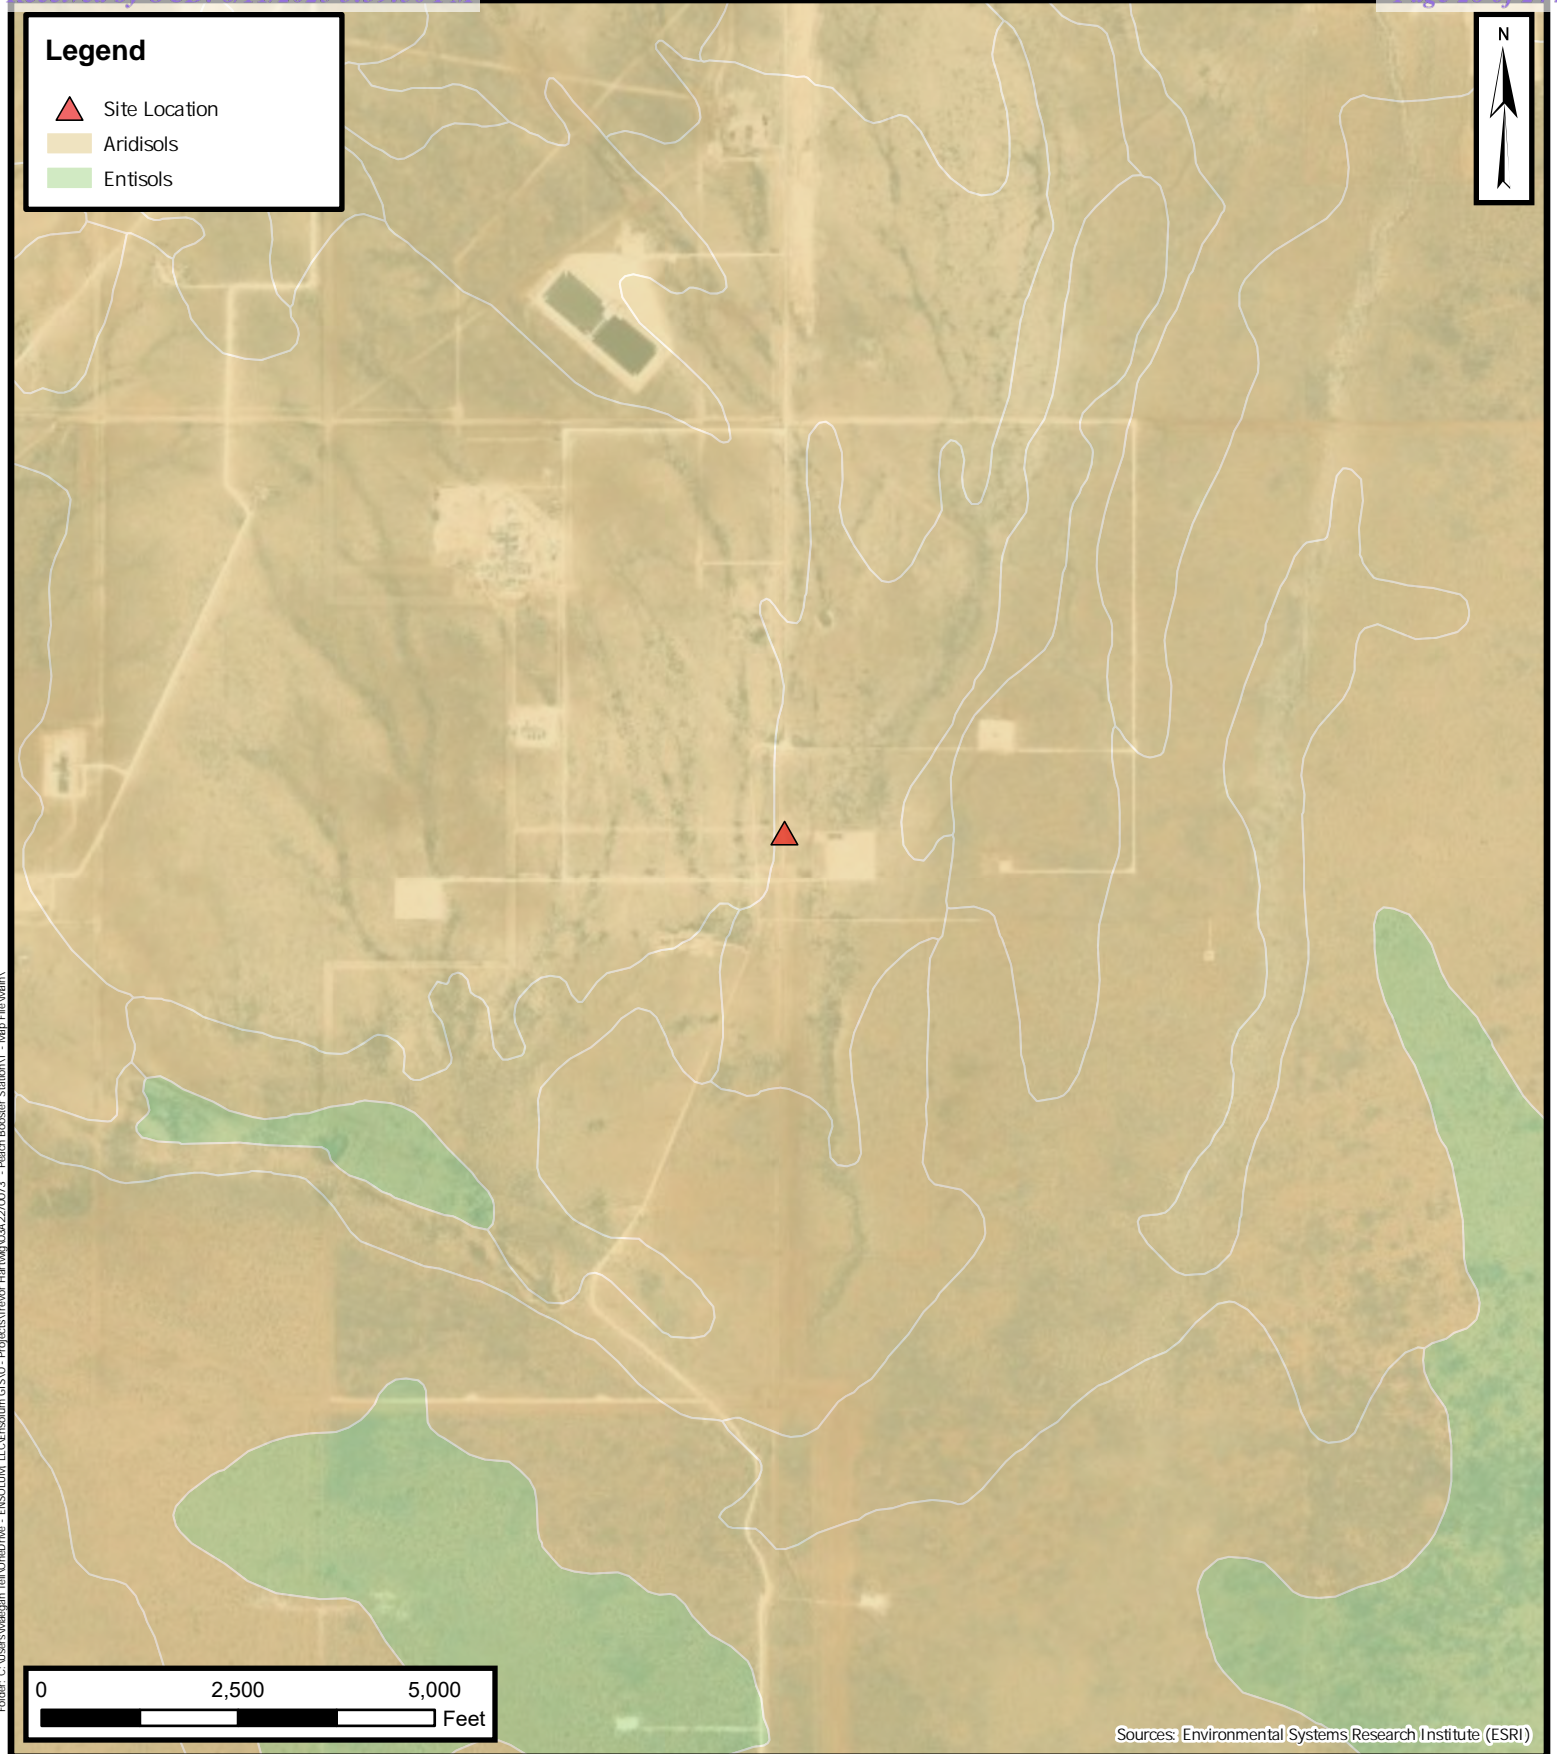 Legend
Site Location
Aridisols
Entisols
N
0 2,500 5,000
Feet
Sources: Environmental Systems Research Institute (ESRI)